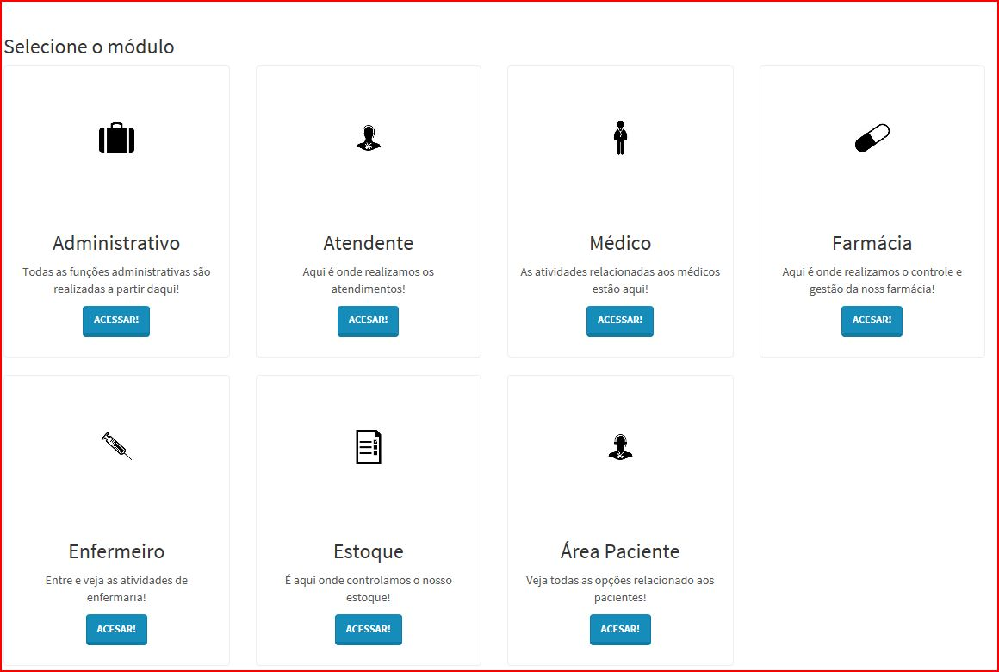 Selecione o módulo
Administrativo
Todas as funções administrativas são
realizadas a partir daqui!
ACESSAR!
Atendente
Aqui é onde realizamos os
atendimentos!
ACESAR!
Médico
As atividades relacionadas aos médicos
estão aqui!
ACESSAR!
Farmácia
Aqui é onde realizamos o controle e
gestão da noss farmácia!
ACESAR!
Enfermeiro
Entre e veja as atividades de
enfermaria!
ACESAR!
Estoque
É aqui onde controlamos o nosso
estoque!
ACESSAR!
Área Paciente
Veja todas as opções relacionado aos
pacientes!
ACESAR!